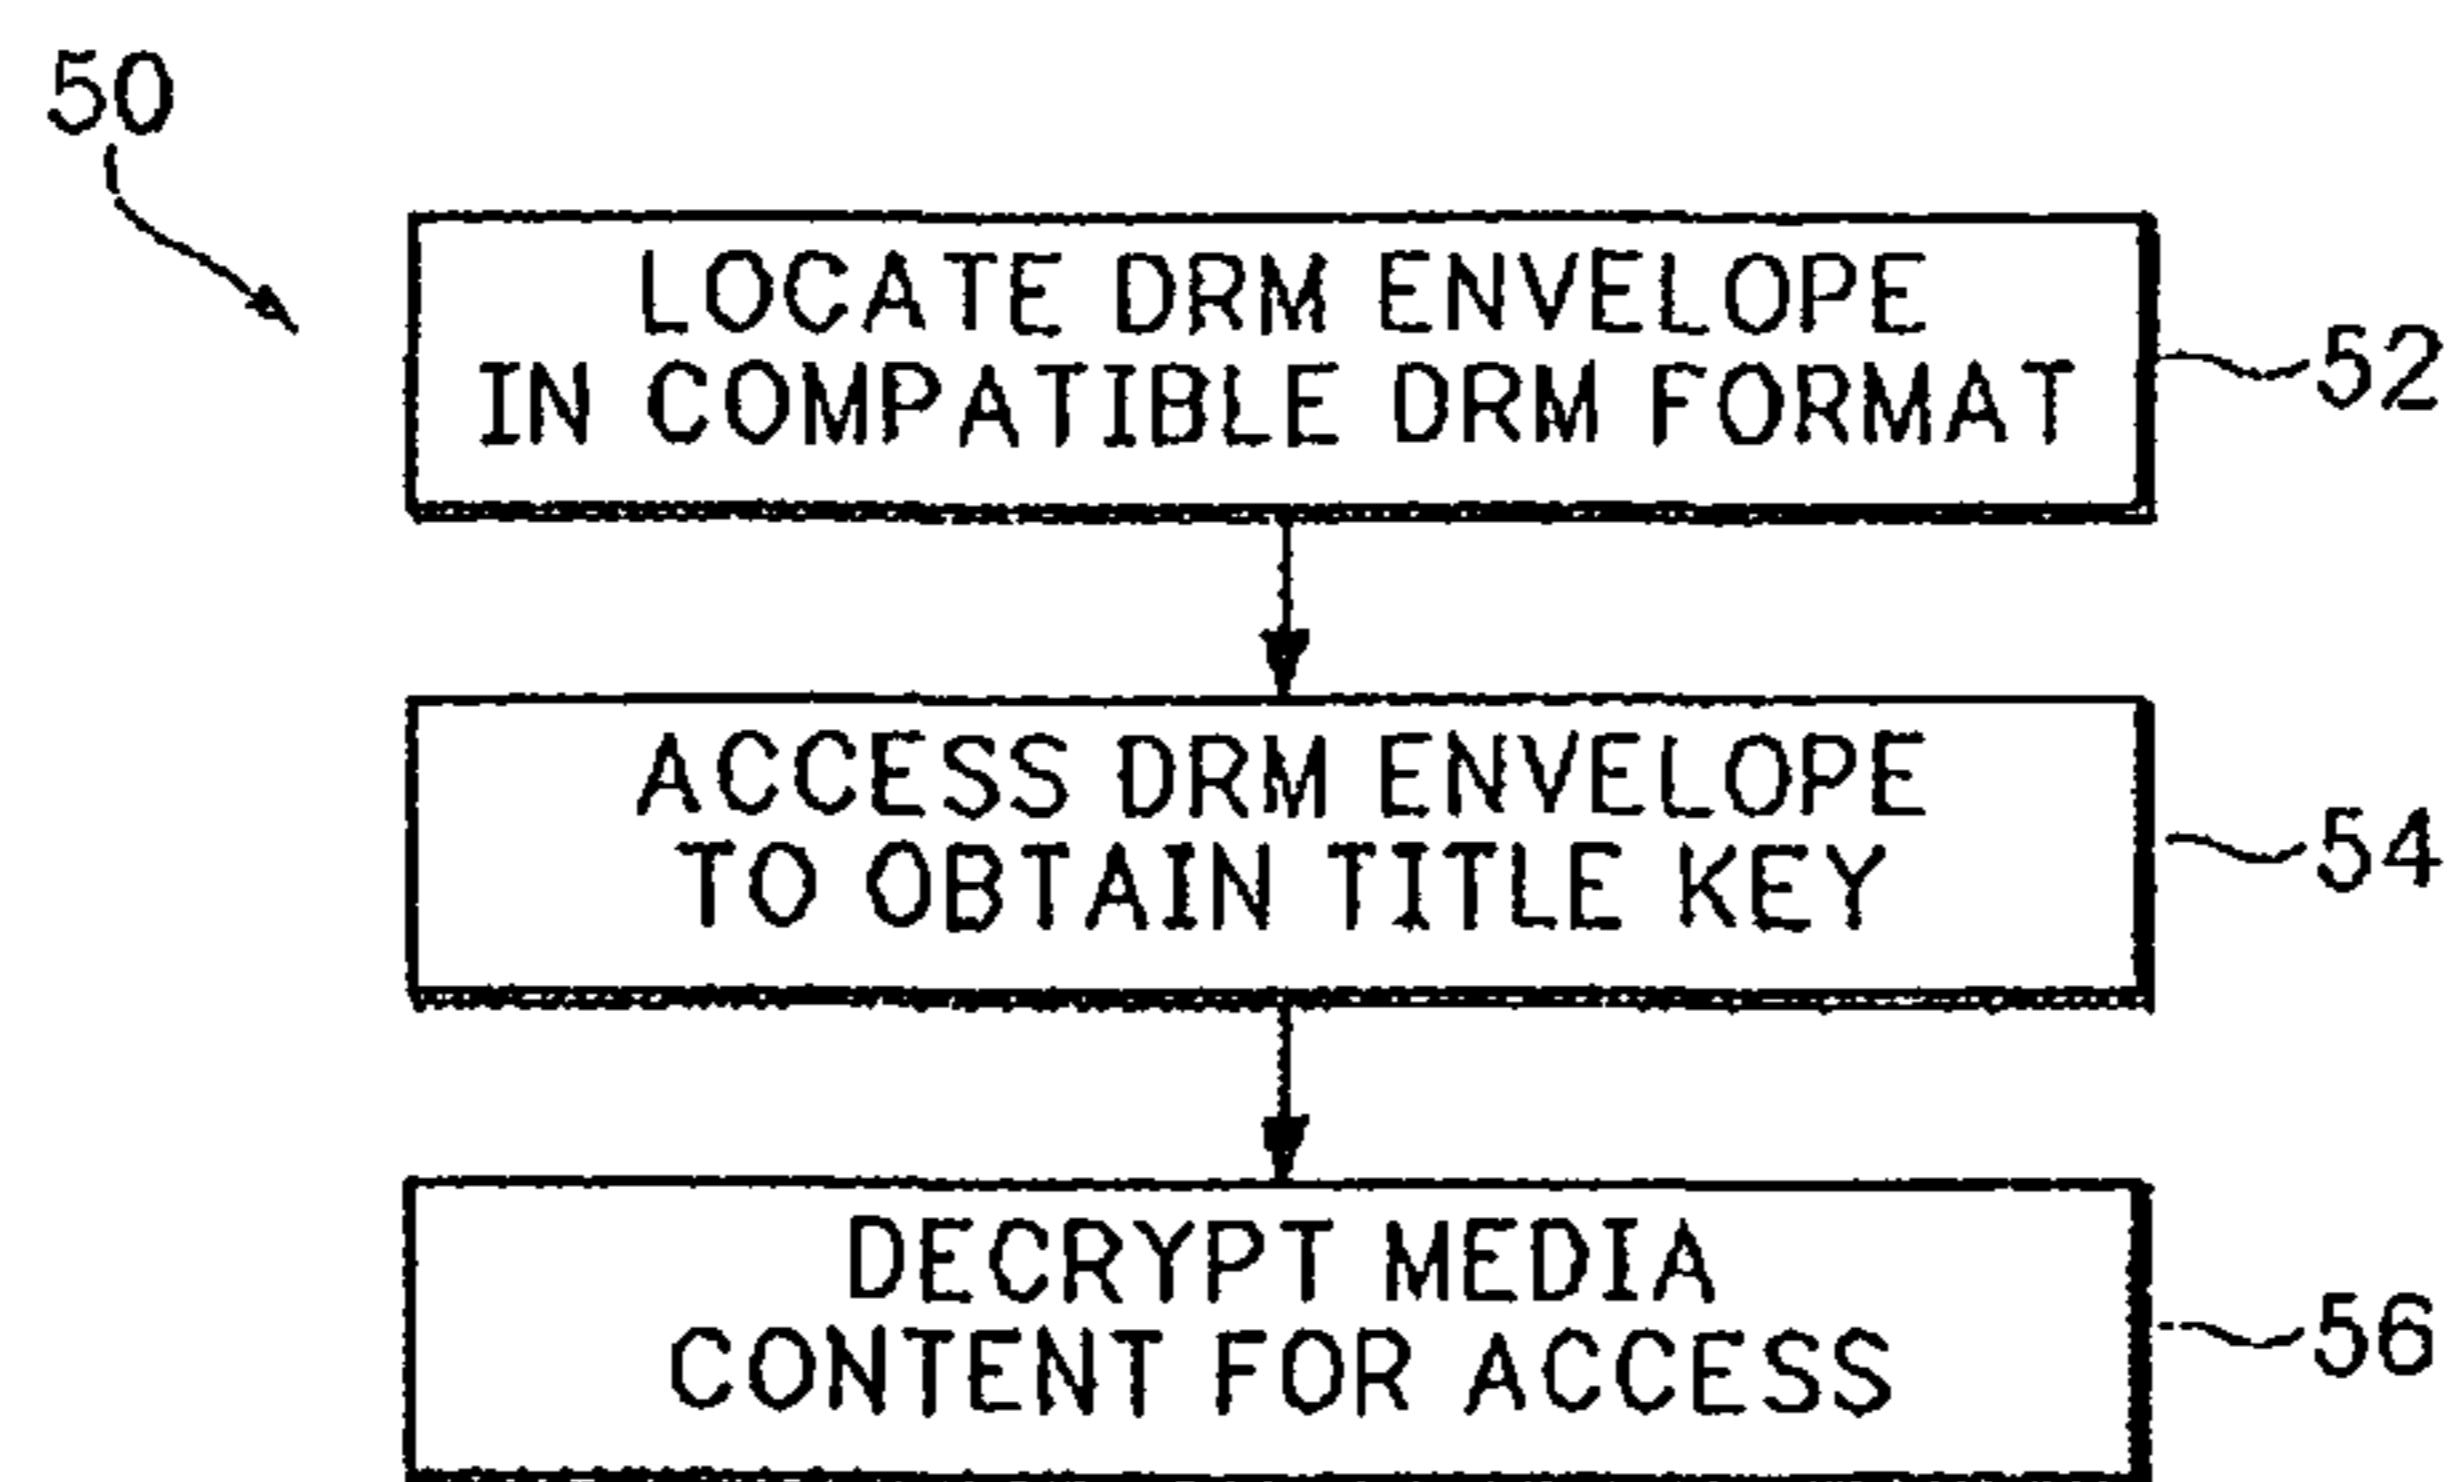 50
LOCATE DRM ENVELOPE
IN COMPATIBLE DRM FORMAT
52
ACCESS DRM ENVELOPE
TO OBTAIN TITLE KEY
54
DECRYPT MEDIA
CONTENT FOR ACCESS
56